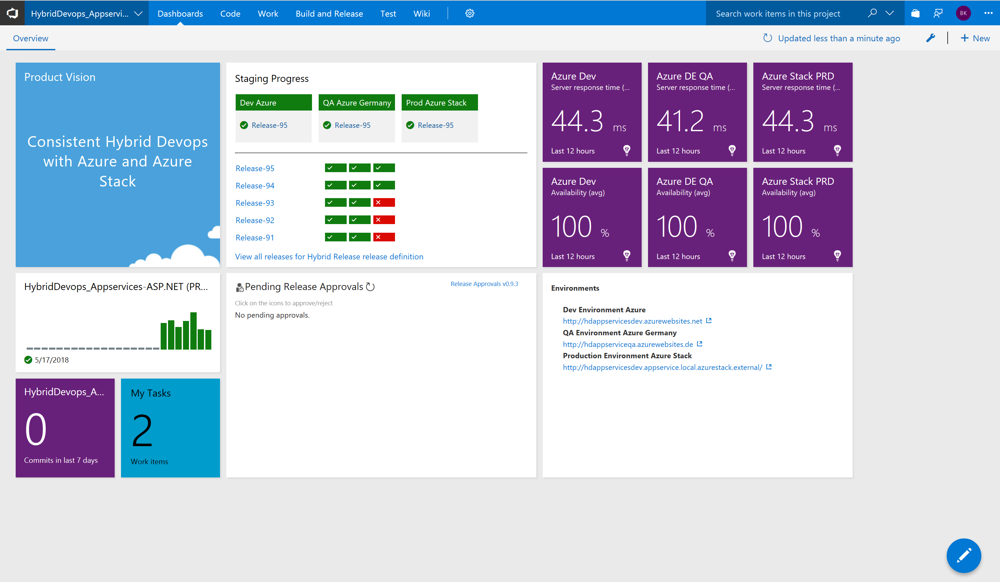 HybridDevops_Appservi...
Dashboards
Code
Work
Build and Release
Test
Wiki
Search work items in this project
BK
Overview
Updated less than a minute ago
New
Product Vision
Consistent Hybrid Devops
with Azure and Azure
Stack
Staging Progress
Dev Azure
QA Azure Germany
Prod Azure Stack
Release-95
Release-95
Release-95
Release-95
Release-94
Release-93
Release-92
Release-91
View all releases for Hybrid Release release definition
Azure Dev
Server response time (...
44.3 ms
Last 12 hours
Azure DE QA
Server response time (...
41.2 ms
Last 12 hours
Azure Stack PRD
Server response time (...
44.3 ms
Last 12 hours
Azure Dev
Availability (avg)
100 %
Last 12 hours
Azure DE QA
Availability (avg)
100 %
Last 12 hours
Azure Stack PRD
Availability (avg)
100 %
Last 12 hours
HybridDevops_Appservices-ASP.NET (PR...
5/17/2018
Pending Release Approvals
Release Approvals v0.9.3
Click on the icons to approve/reject
No pending approvals.
Environments
Dev Environment Azure
http://hdappservicesdev.azurewebsites.net
QA Environment Azure Germany
http://hdappserviceqa.azurewebsites.de
Production Environment Azure Stack
http://hdappservicesdev.appservice.local.azurestack.external/
HybridDevops_A...
0
Commits in last 7 days
My Tasks
2
Work items